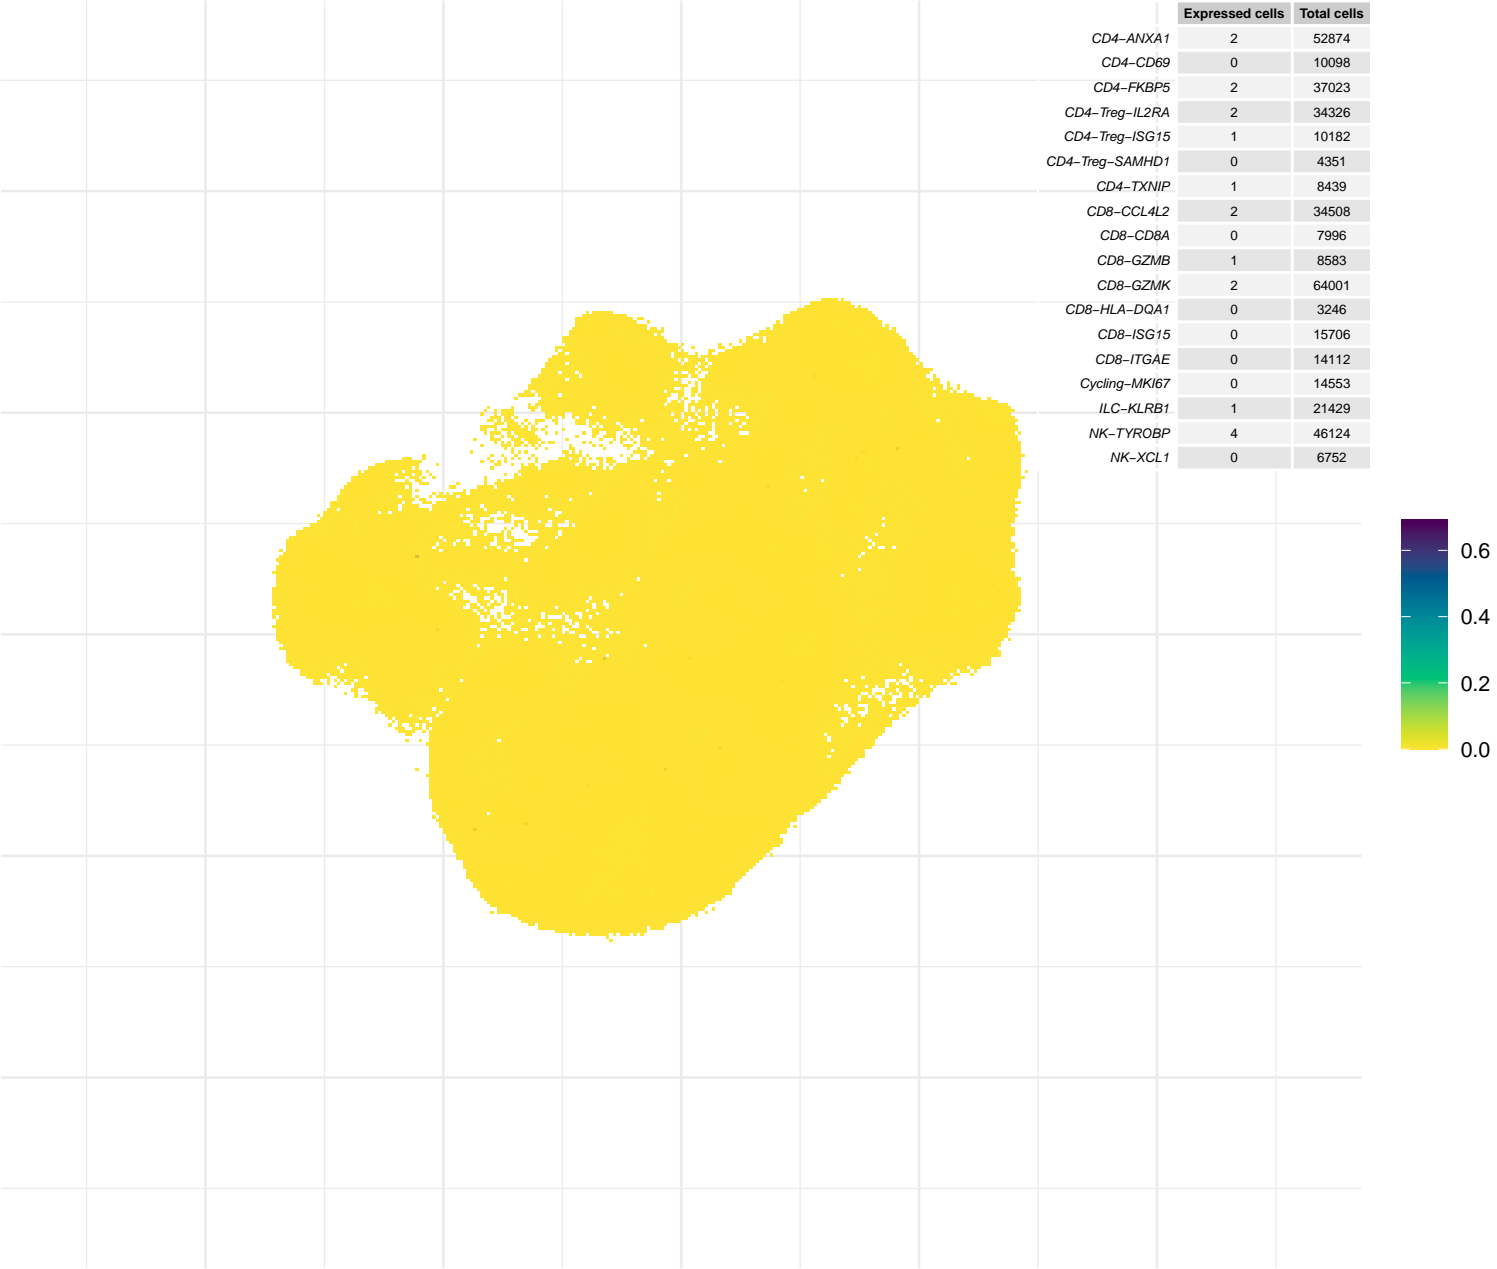 Expressed cells Total cells
CD4−ANXA1 2 52874
CD4−CD69 0 10098
CD4−FKBP5 2 37023
CD4−Treg−IL2RA 2 34326
CD4−Treg−ISG15 1 10182
CD4−Treg−SAMHD1 0 4351
CD4−TXNIP 1 8439
CD8−CCL4L2 2 34508
CD8−CD8A 0 7996
CD8−GZMB 1 8583
CD8−GZMK 2 64001
CD8−HLA−DQA1 0 3246
CD8−ISG15 0 15706
CD8−ITGAE 0 14112
Cycling−MKI67 0 14553
ILC−KLRB1 1 21429
NK−TYROBP 4 46124
NK−XCL1 0 6752
0.6
0.4
0.2
0.0